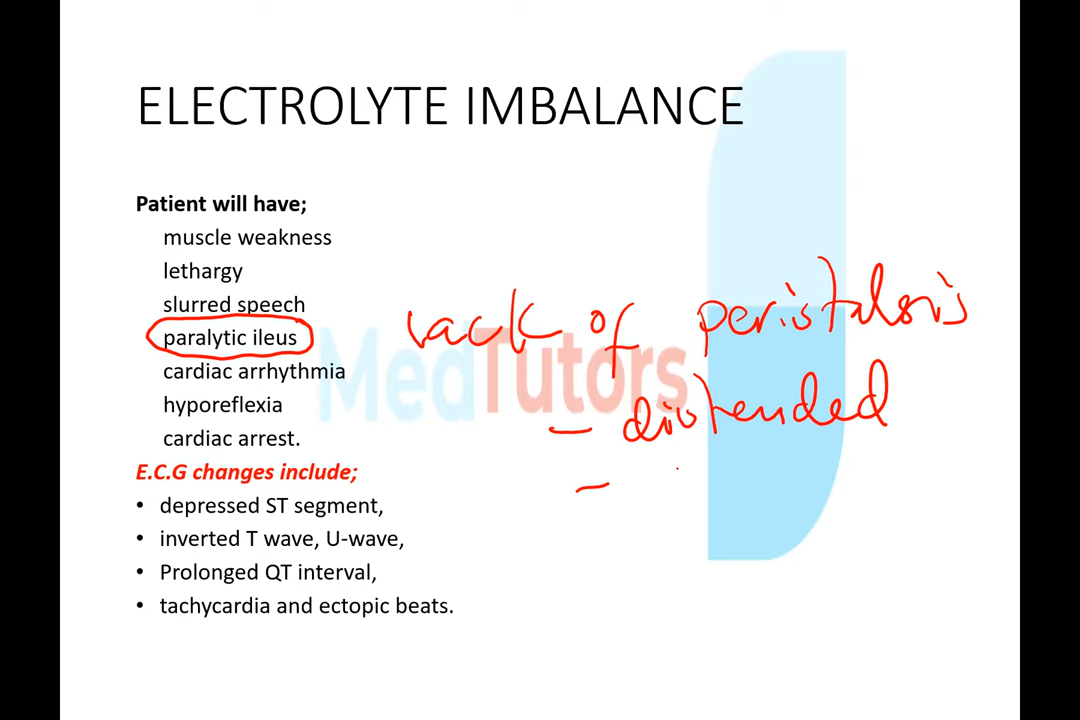 ELECTROLYTE IMBALANCE
Patient will have;
muscle weakness
lethargy
slurred speech
paralytic ileus
lack of peristalsis
cardiac arrhythmia
MedTutors
hyporeflexia
– distended
cardiac arrest.
–
E.C.G changes include;
• depressed ST segment,
• inverted T wave, U-wave,
• Prolonged QT interval,
• tachycardia and ectopic beats.